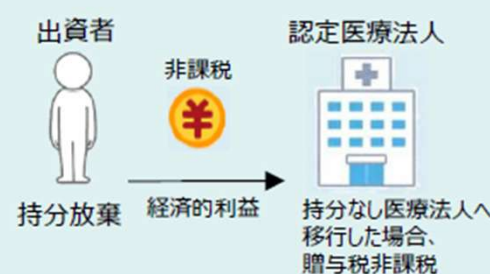 出資者
認定医療法人
非課税
¥
持分放棄
経済的利益
持分なし医療法人へ
移行した場合、
贈与税非課税